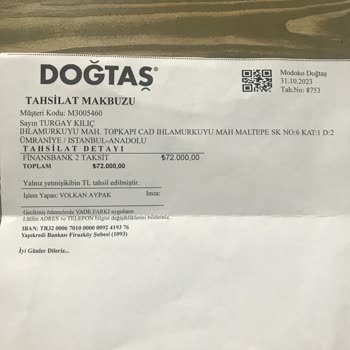 DOĞTAŞ®
Modoko Doğtaş
31.10.2023
Tah.No: 8753
TAHSİLAT MAKBUZU
Müşteri Kodu: M3005460
Sayın TURGAY KILIÇ
IHLAMURKUYU MAH. TOPKAPI CAD IHLAMURKUYU MAH MALTEPE SK NO:6 KAT:1 D:2
ÜMRANİYE / İSTANBUL-ANADOLU
TAHSİLAT DETAYI
FİNANSBANK 2 TAKSİT ₺72.000,00
TOPLAM ₺72.000,00
Yalnız yetmişikibin TL tahsil edilmiştir.
İşlem Yapan: VOLKAN AYPAK İmza:
Gecikmiş ödemelerde VADE FARKI uygulanır.
Lütfen ADRES ve TELEFON bilgisi değişikliklerini bildiriniz.
IBAN: TR32 0006 7010 0000 0092 4193 76
Yapıkredi Bankası Firuzköy Şubesi (1093)
İyi Günler Dileriz...